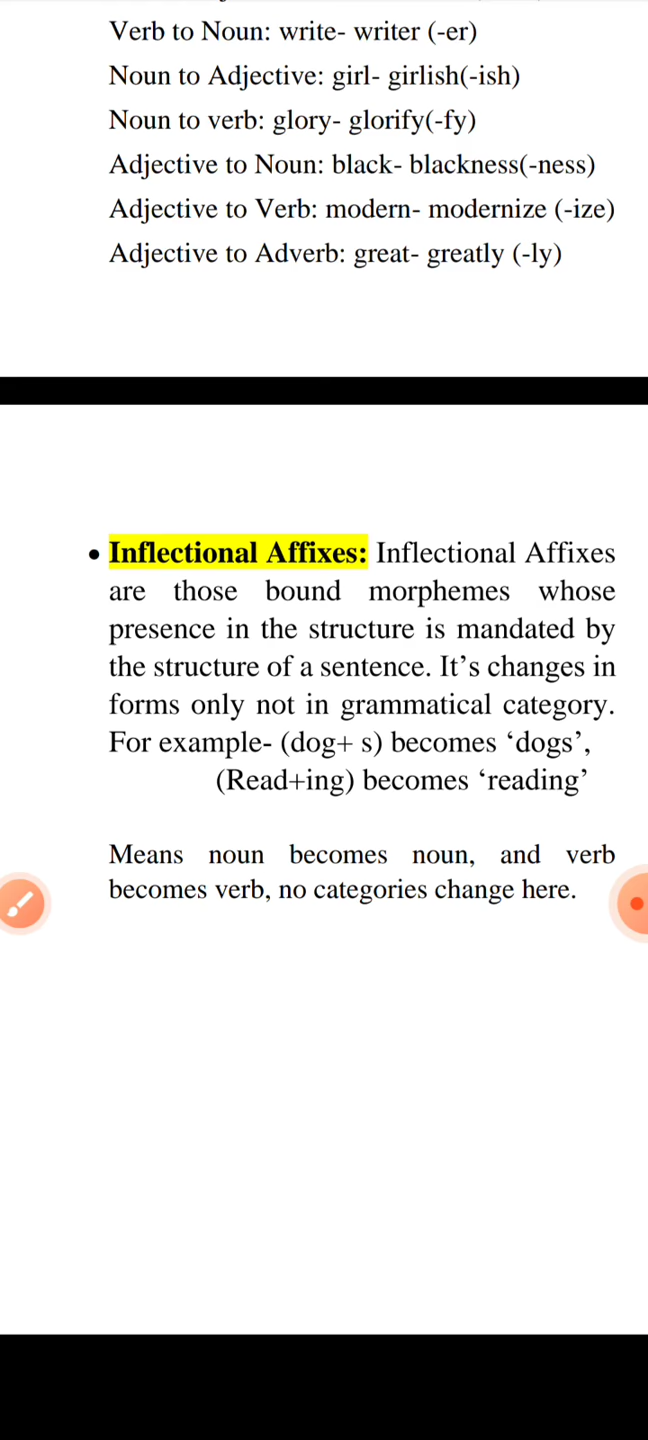 Verb to Noun: write- writer (-er)
Noun to Adjective: girl- girlish(-ish)
Noun to verb: glory- glorify(-fy)
Adjective to Noun: black- blackness(-ness)
Adjective to Verb: modern- modernize (-ize)
Adjective to Adverb: great- greatly (-ly)
• Inflectional Affixes: Inflectional Affixes
are those bound morphemes whose
presence in the structure is mandated by
the structure of a sentence. It’s changes in
forms only not in grammatical category.
For example- (dog+ s) becomes ‘dogs’,
(Read+ing) becomes ‘reading’
Means noun becomes noun, and verb
becomes verb, no categories change here.